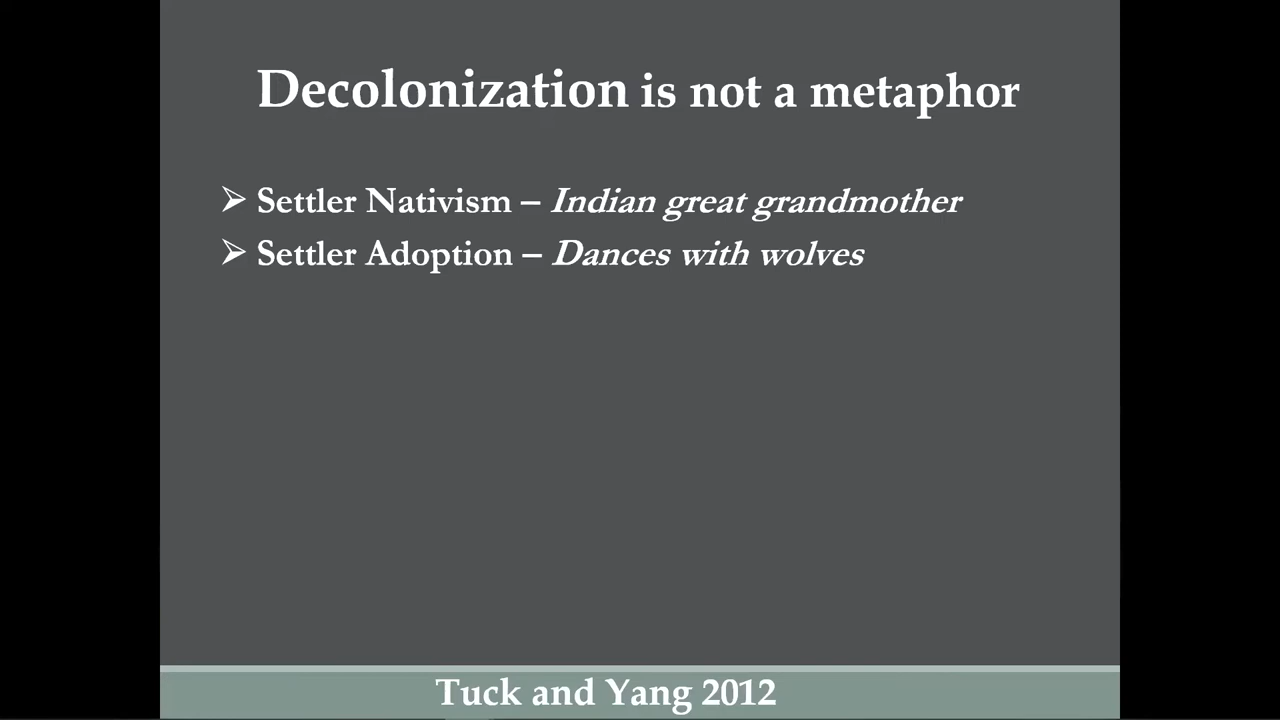 Decolonization is not a metaphor
➢ Settler Nativism – Indian great grandmother
➢ Settler Adoption – Dances with wolves
Tuck and Yang 2012